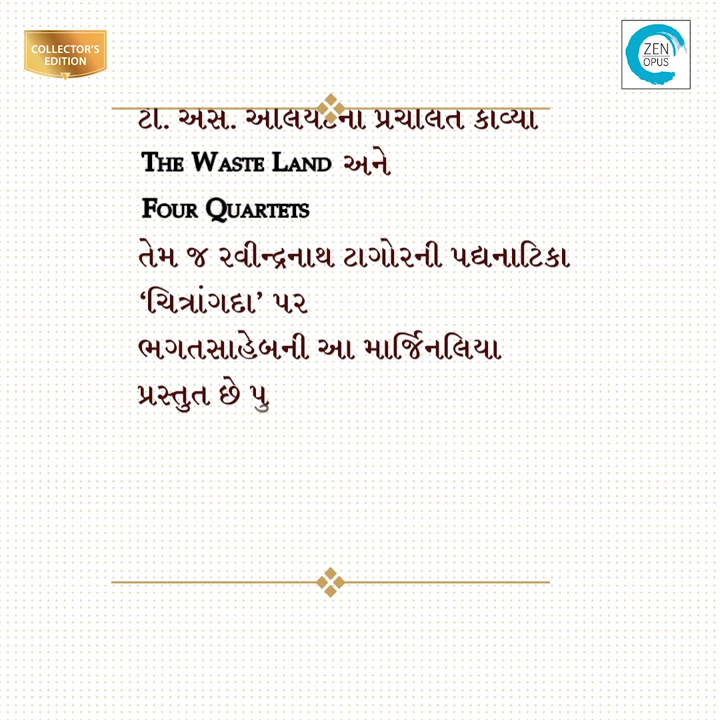 COLLECTOR'S
EDITION
ZEN
OPUS
ટી. એસ. એલિયટના પ્રચલિત કાવ્યો
THE WASTE LAND અને
FOUR QUARTETS
તેમ જ રવીન્દ્રનાથ ટાગોરની પદ્યનાટિકા
‘ચિત્રાંગદા’ પર
ભગતસાહેબની આ માર્જિનલિયા
પ્રસ્તુત છે પુ